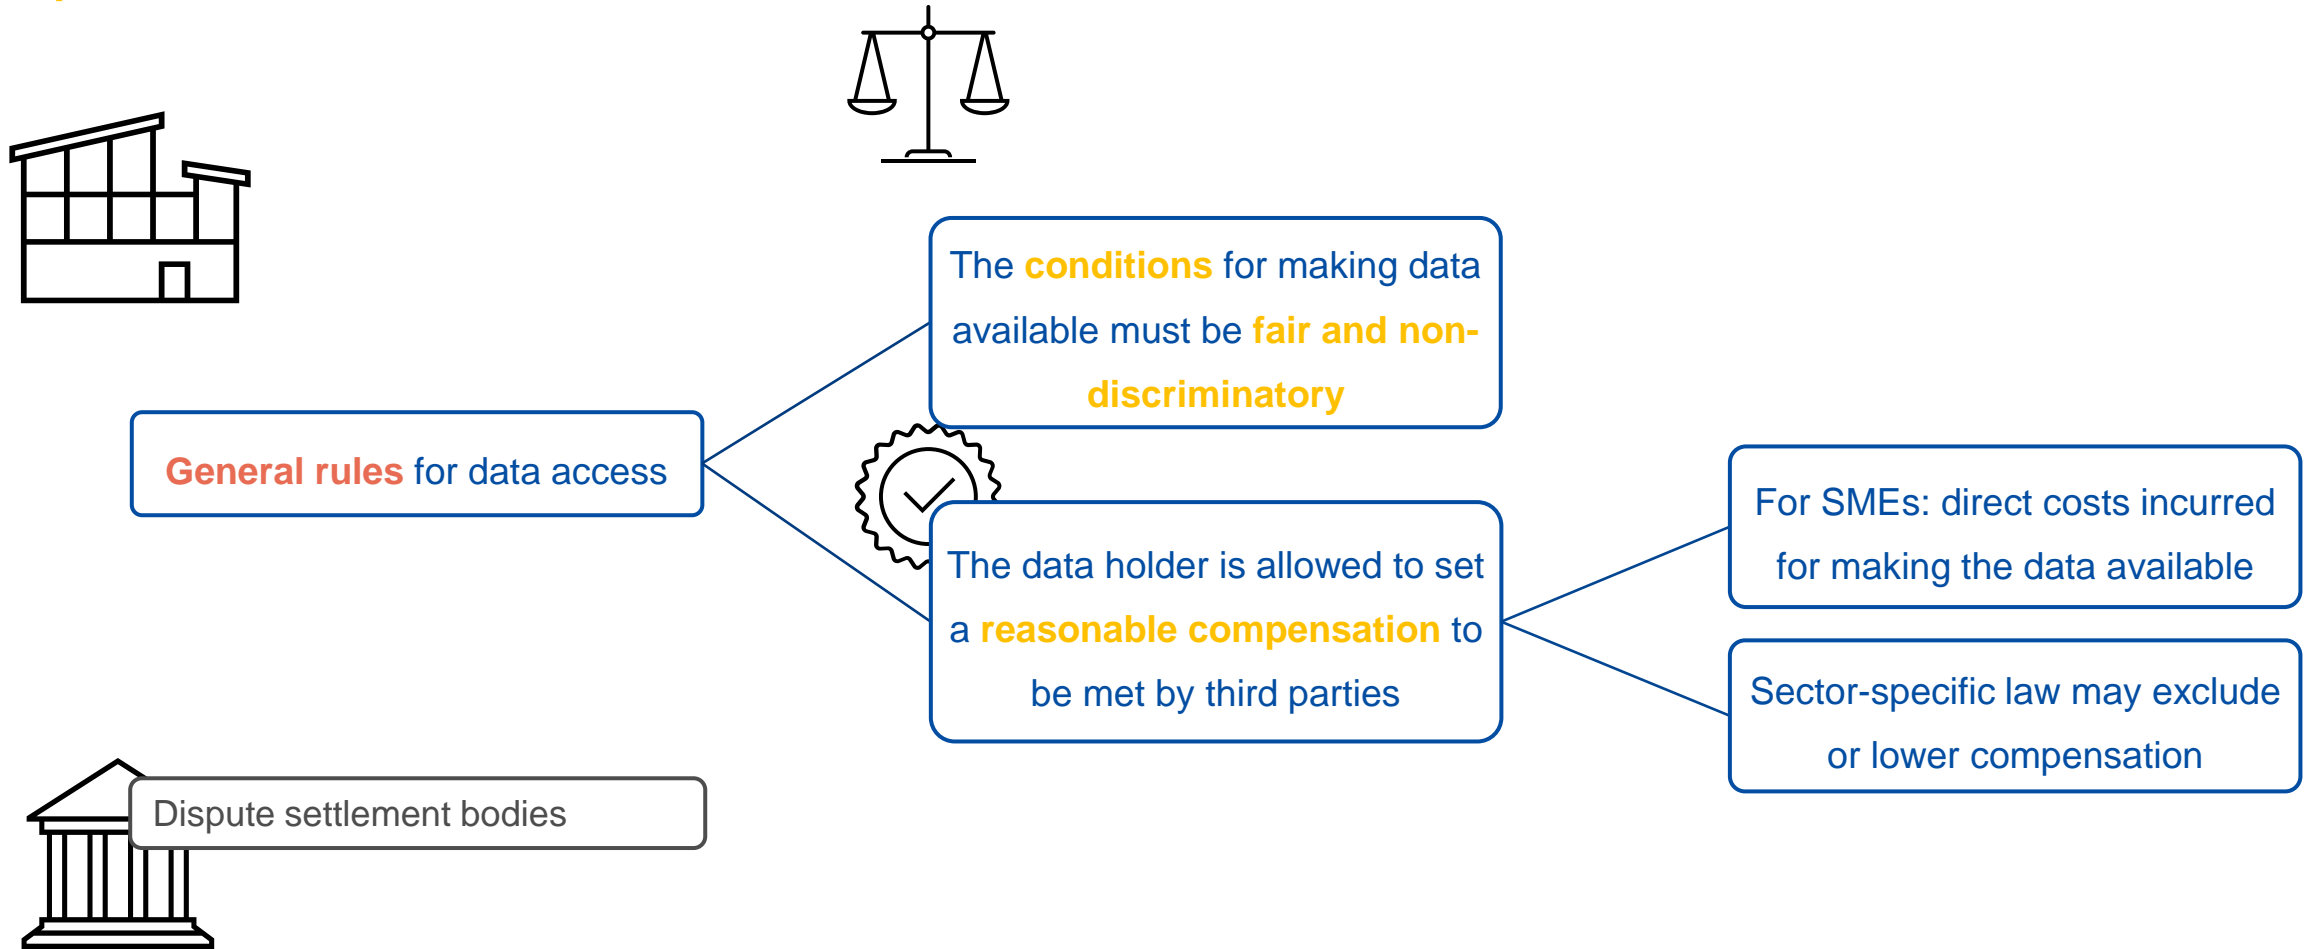 General rules for data access
The conditions for making data
available must be fair and non-
discriminatory
The data holder is allowed to set
a reasonable compensation to
be met by third parties
For SMEs: direct costs incurred
for making the data available
Sector-specific law may exclude
or lower compensation
Dispute settlement bodies